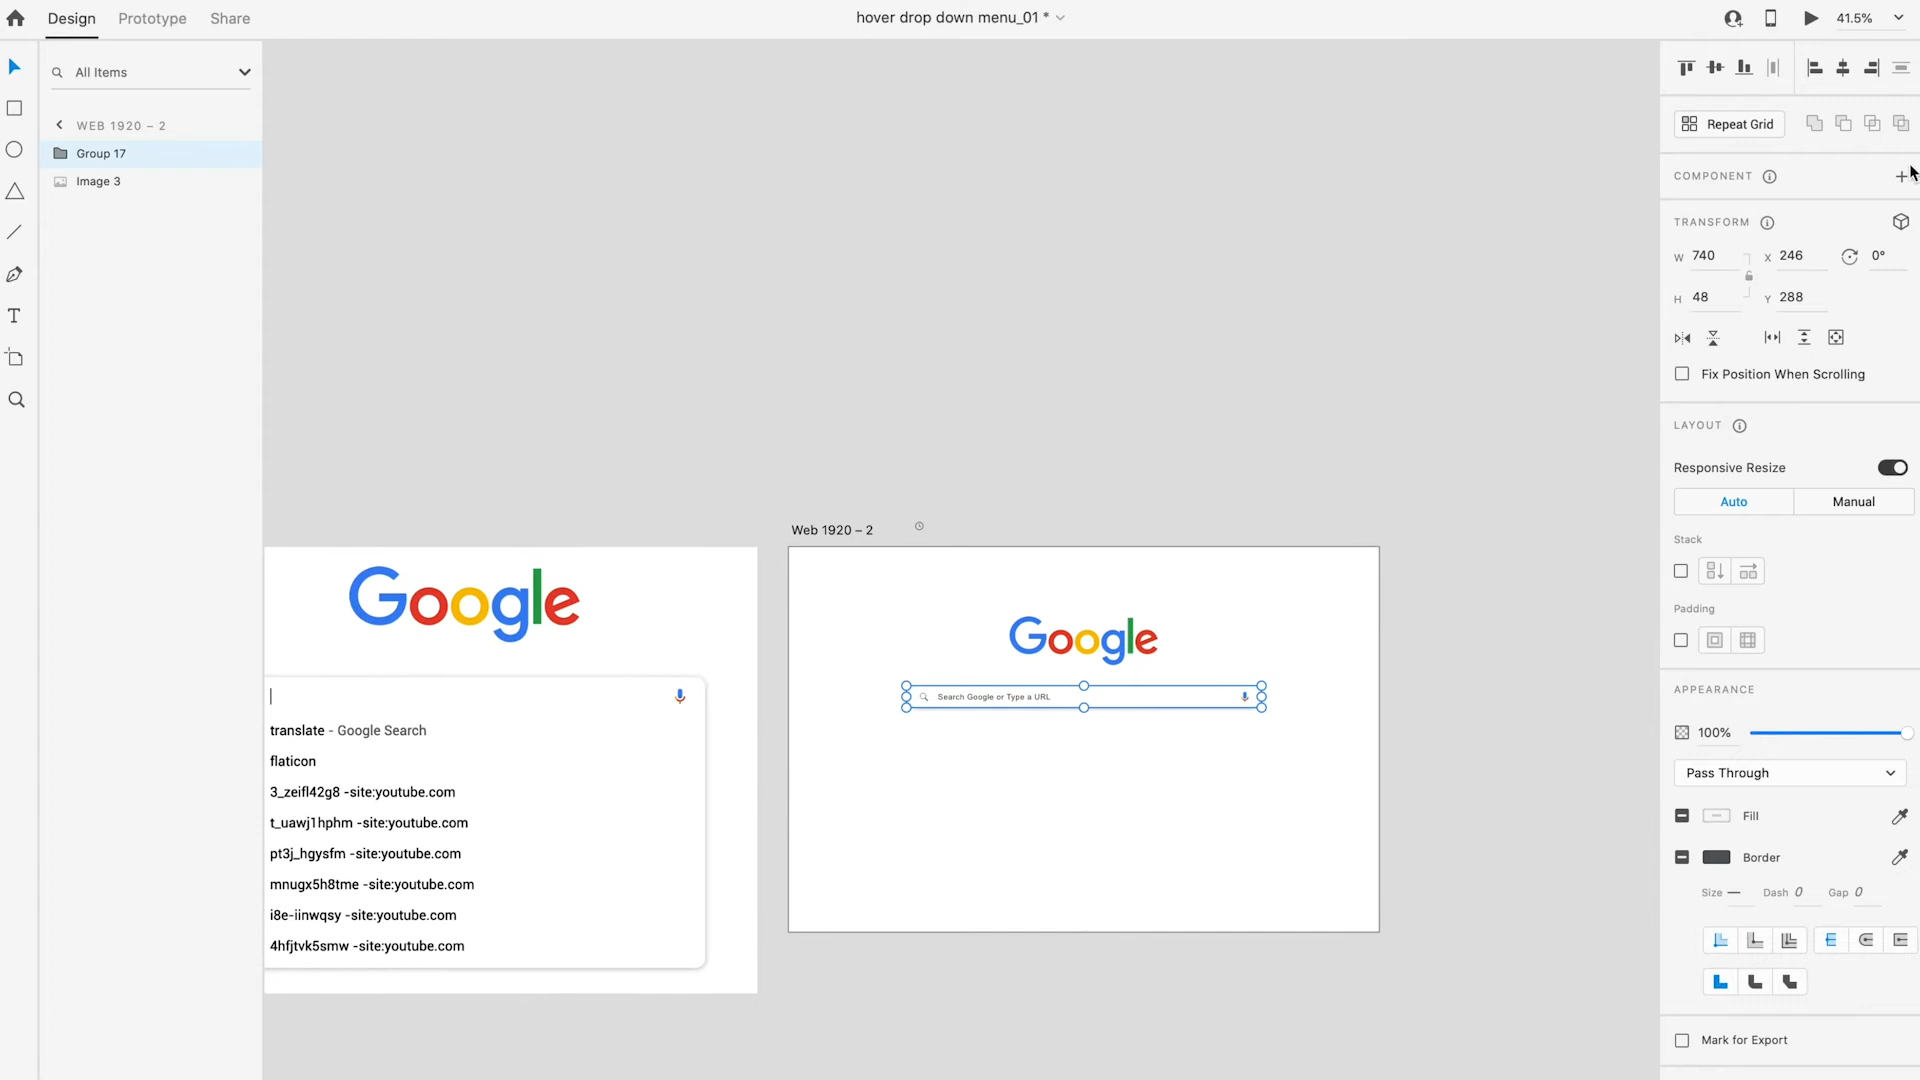 Design Prototype Share
hover drop down menu_01 *
41.5%
All Items
WEB 1920 – 2
Group 17
Image 3
Repeat Grid
COMPONENT
TRANSFORM
W 740 X 246 0°
H 48 Y 288
Fix Position When Scrolling
LAYOUT
Responsive Resize
Auto Manual
Stack
Padding
APPEARANCE
100%
Pass Through
Fill
Border
Size — Dash 0 Gap 0
Mark for Export
Google
translate - Google Search
flaticon
3_zeifl42g8 -site:youtube.com
t_uawj1hphm -site:youtube.com
pt3j_hgysfm -site:youtube.com
mnugx5h8tme -site:youtube.com
i8e-iinwqsy -site:youtube.com
4hfjtvk5smw -site:youtube.com
Web 1920 – 2
Google
Search Google or Type a URL